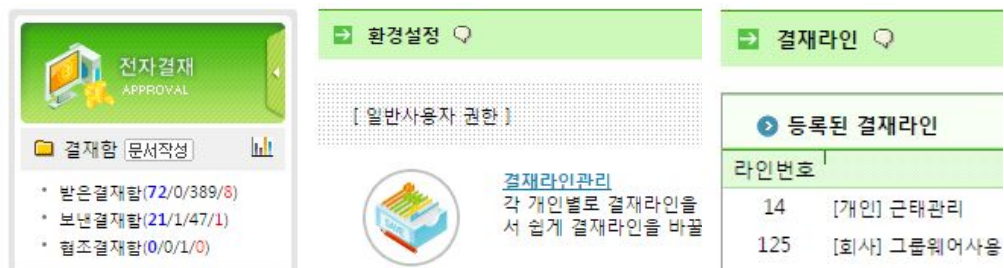 전자결재
APPROVAL
결재함 문서작성
받은결재함(72/0/389/8)
보낸결재함(21/1/47/1)
협조결재함(0/0/1/0)
환경설정
[ 일반사용자 권한 ]
SAVE
결재라인관리
각 개인별로 결재라인을
서 쉽게 결재라인을 바꿀
결재라인
등록된 결재라인
라인번호
14 [개인] 근태관리
125 [회사] 그룹웨어사용